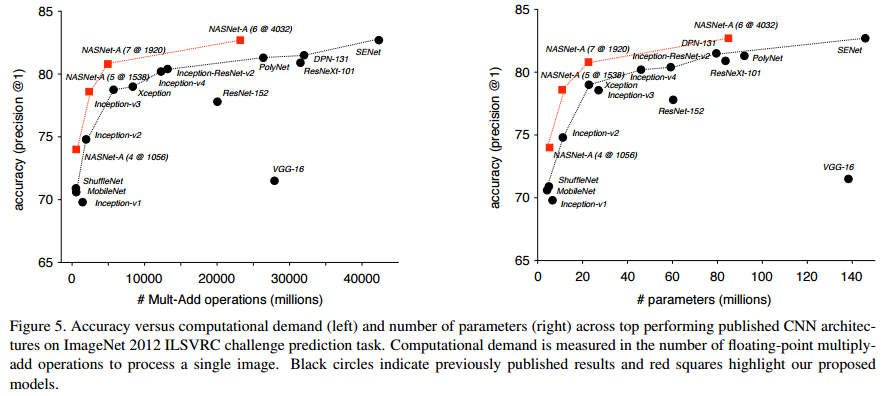 NASNet-A (6 @ 4032)
85
NASNet-A (7 @ 1920)
SENet
DPN-131
Inception-ResNet-v2
PolyNet
ResNeXt-101
80
NASNet-A (5 @ 1538)
Inception-v4
Xception
Inception-v3
ResNet-152
accuracy (precision @1)
75
Inception-v2
NASNet-A (4 @ 1056)
VGG-16
ShuffleNet
MobileNet
70
Inception-v1
65
0 10000 20000 30000 40000
# Mult-Add operations (millions)
85
NASNet-A (6 @ 4032)
DPN-131
NASNet-A (7 @ 1920)
SENet
Inception-ResNet-v2
PolyNet
80
NASNet-A (5 @ 1538)
Inception-v4
ResNeXt-101
Xception
Inception-v3
ResNet-152
accuracy (precision @1)
75
Inception-v2
NASNet-A (4 @ 1056)
VGG-16
ShuffleNet
MobileNet
70
Inception-v1
65
0 20 40 60 80 100 120 140
# parameters (millions)
Figure 5. Accuracy versus computational demand (left) and number of parameters (right) across top performing published CNN architec-
tures on ImageNet 2012 ILSVRC challenge prediction task. Computational demand is measured in the number of floating-point multiply-
add operations to process a single image. Black circles indicate previously published results and red squares highlight our proposed
models.